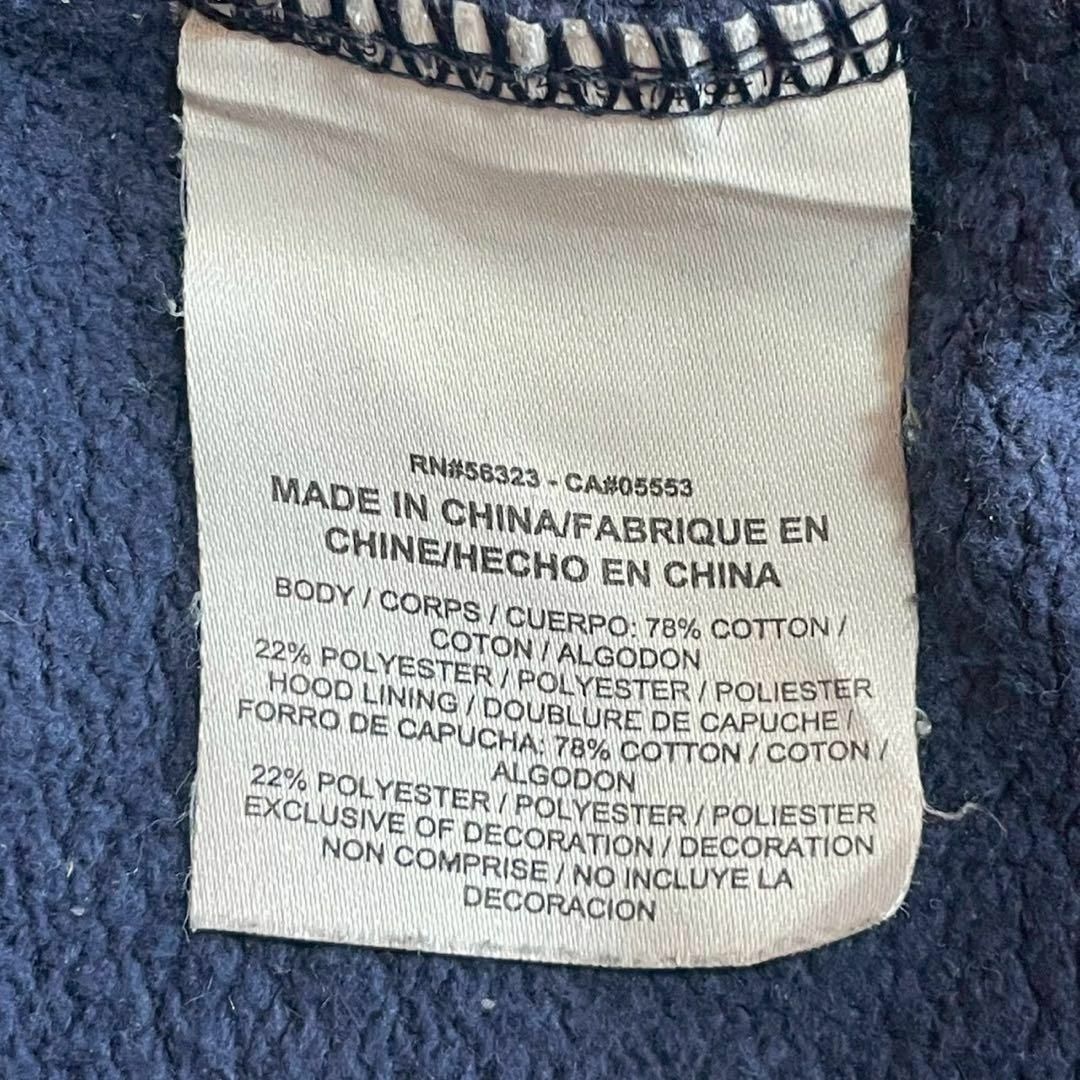 RN#56323 - CA#05553
MADE IN CHINA/FABRIQUE EN
CHINE/HECHO EN CHINA
BODY / CORPS / CUERPO: 78% COTTON /
COTON / ALGODON
22% POLYESTER / POLYESTER / POLIESTER
HOOD LINING / DOUBLURE DE CAPUCHE /
FORRO DE CAPUCHA: 78% COTTON / COTON /
ALGODON
22% POLYESTER / POLYESTER / POLIESTER
EXCLUSIVE OF DECORATION / DECORATION
NON COMPRISE / NO INCLUYE LA
DECORACION